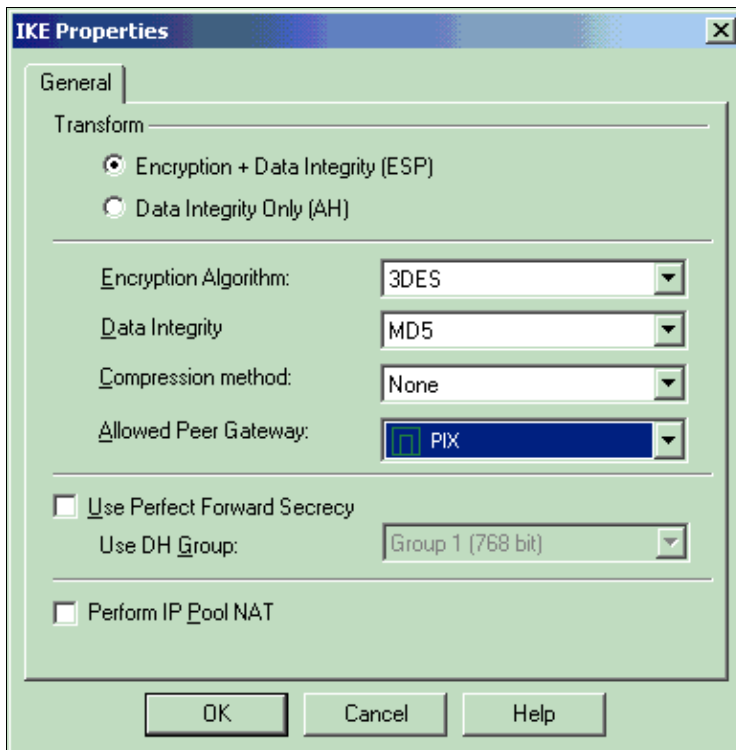 IKE Properties
General
Transform
Encryption + Data Integrity (ESP)
Data Integrity Only (AH)
Encryption Algorithm: 3DES
Data Integrity MD5
Compression method: None
Allowed Peer Gateway: PIX
Use Perfect Forward Secrecy
Use DH Group: Group 1 (768 bit)
Perform IP Pool NAT
OK Cancel Help